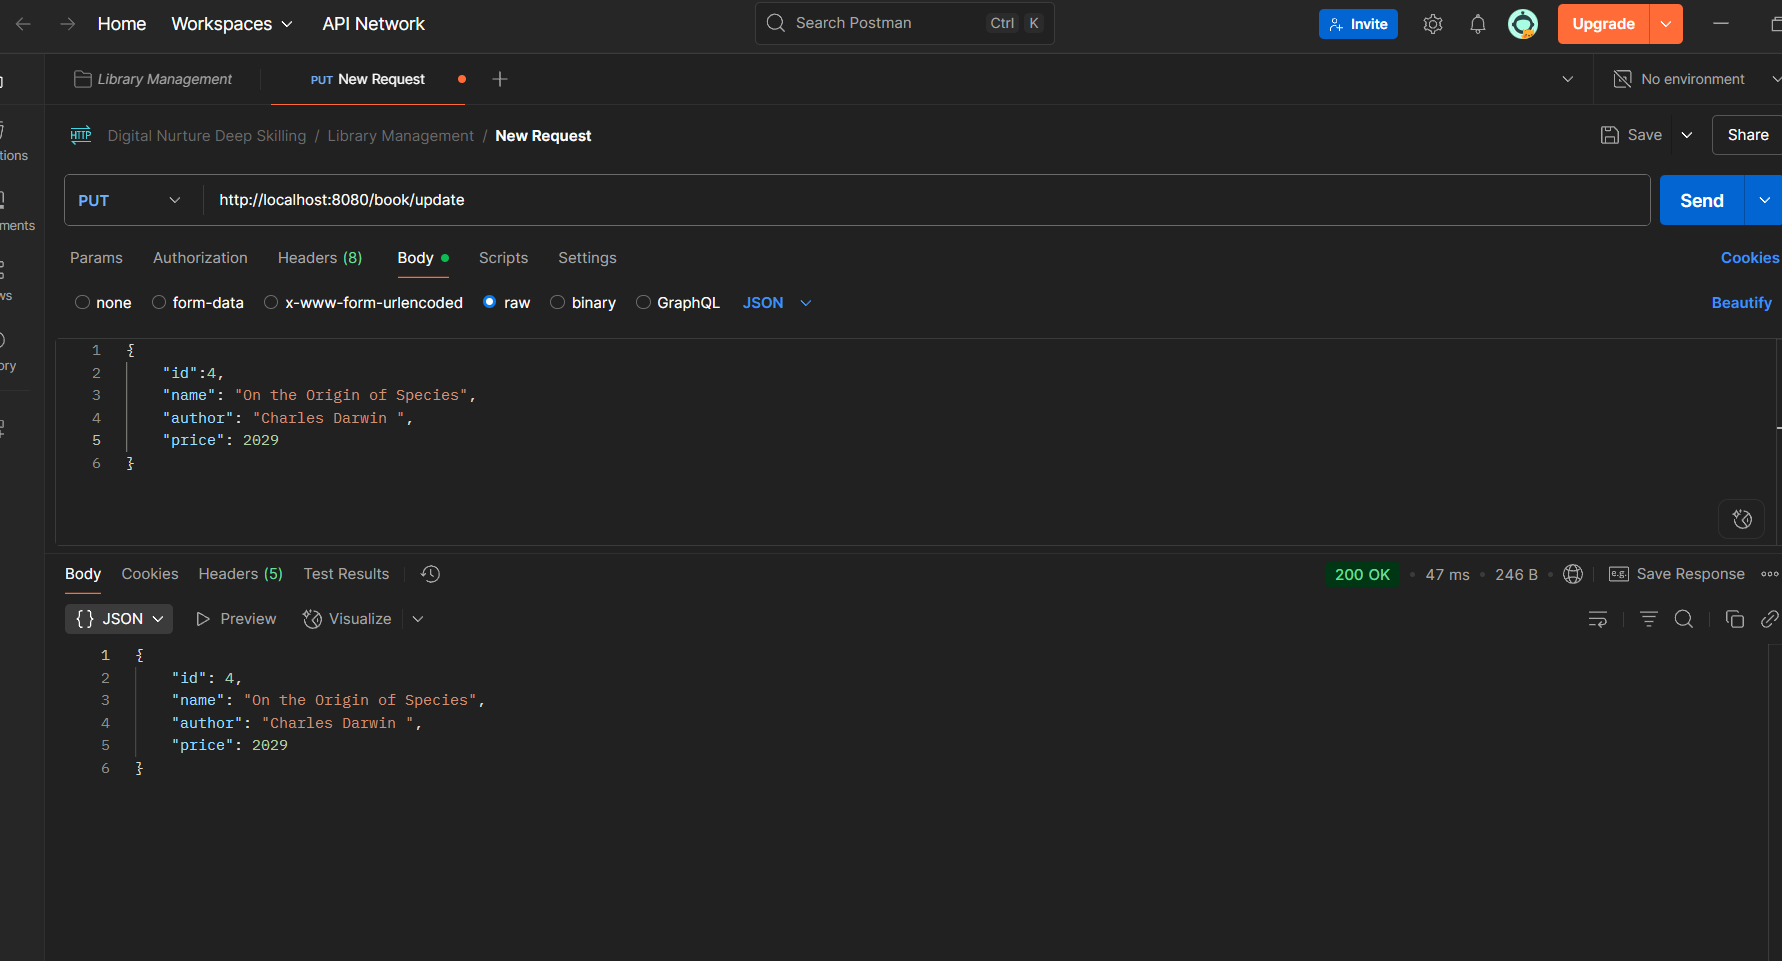 Home Workspaces API Network Search Postman Ctrl K Invite Upgrade
Library Management PUT New Request No environment
HTTP Digital Nurture Deep Skilling / Library Management / New Request Save Share
PUT http://localhost:8080/book/update Send
Params Authorization Headers (8) Body Scripts Settings Cookies
none form-data x-www-form-urlencoded raw binary GraphQL JSON Beautify
1 {
2 "id":4,
3 "name": "On the Origin of Species",
4 "author": "Charles Darwin ",
5 "price": 2029
6 }
Body Cookies Headers (5) Test Results 200 OK • 47 ms • 246 B • e.g. Save Response
{} JSON Preview Visualize
1 {
2 "id": 4,
3 "name": "On the Origin of Species",
4 "author": "Charles Darwin ",
5 "price": 2029
6 }
tions
ments
ws
ory